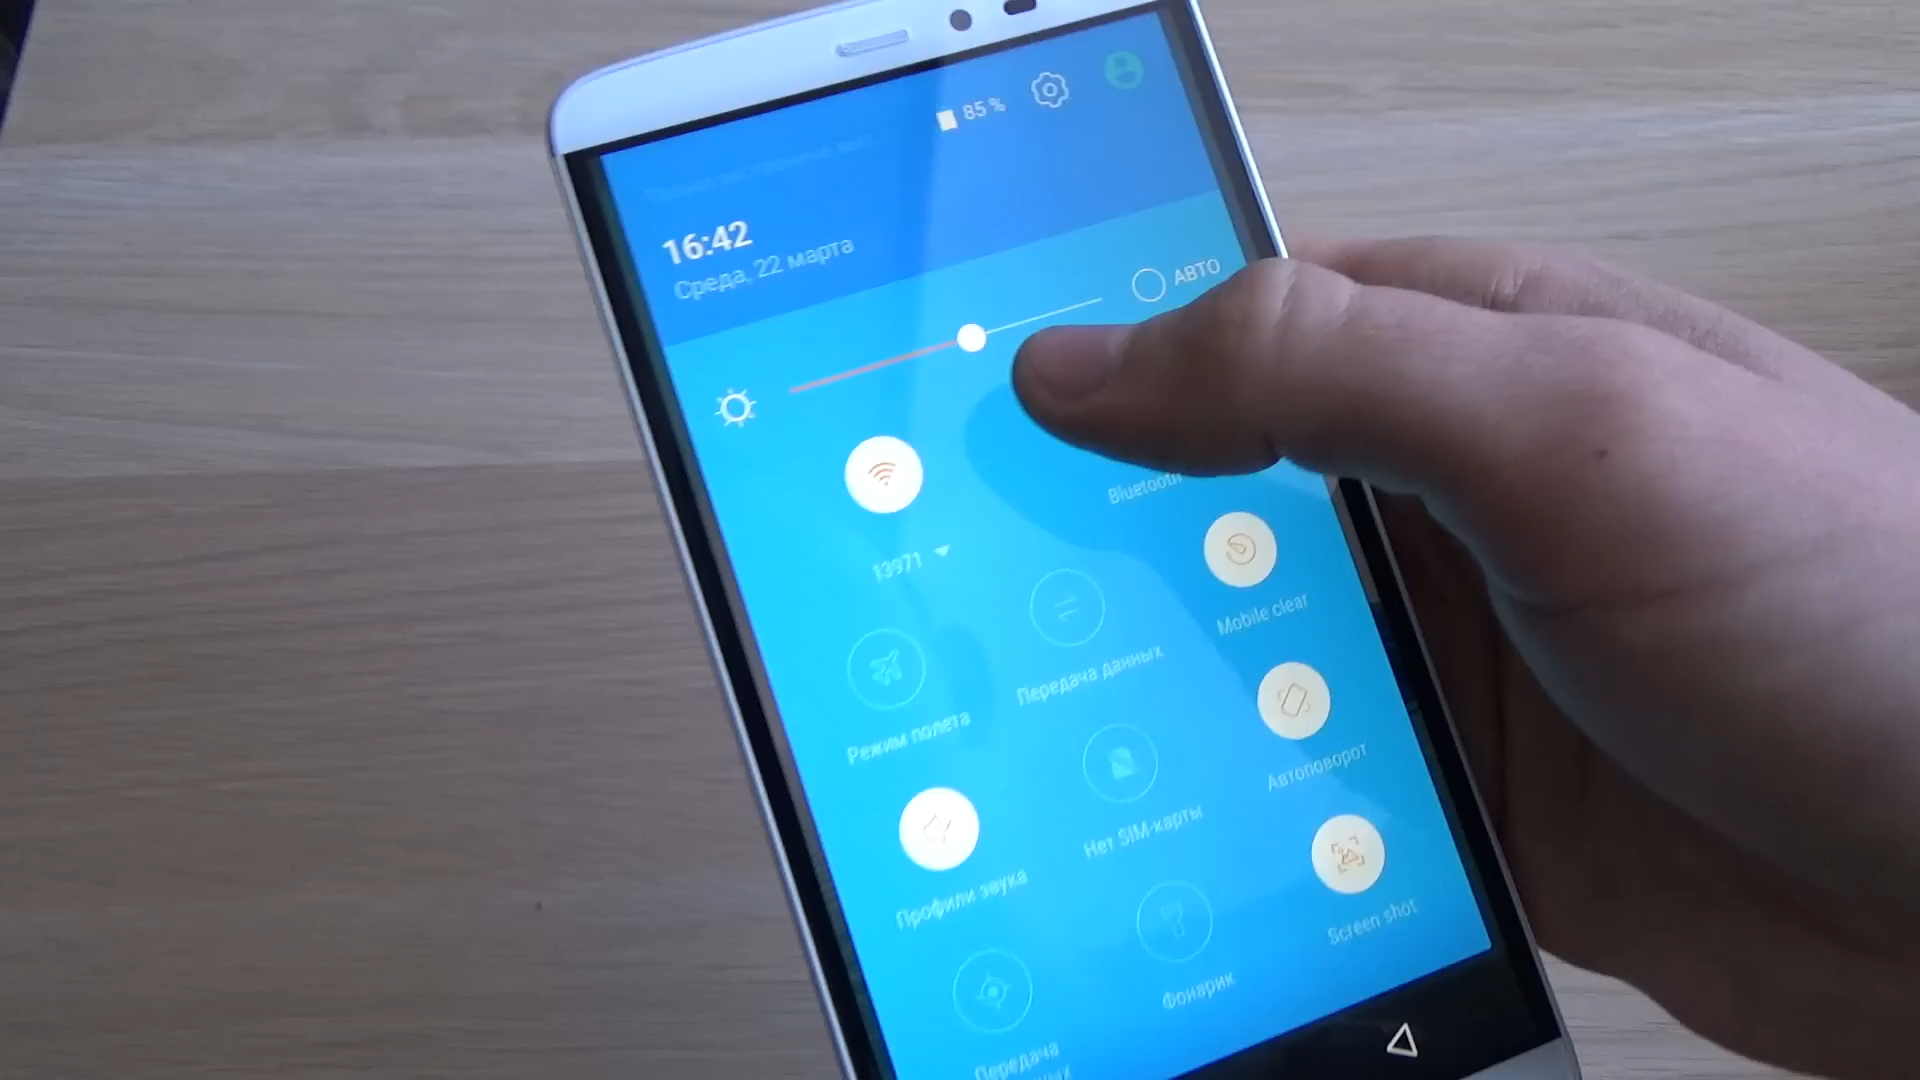 85 %
16:42
Среда, 22 марта
АВТО
13971
Bluetooth
Mobile clear
Режим полета
Передача данных
Автоповорот
Профили звука
Нет SIM-карты
Screen shot
Фонарик
Передача